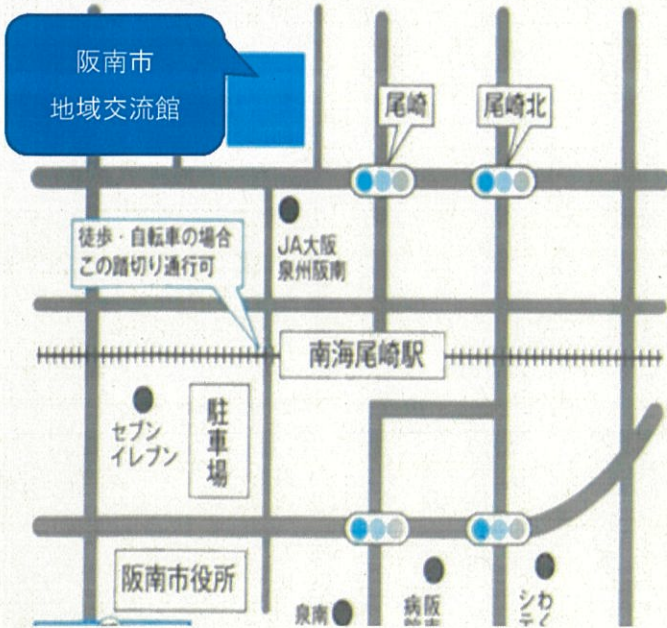 阪南市
地域交流館
尾崎
尾崎北
徒歩・自転車の場合
この踏切り通行可
JA大阪
泉州阪南
南海尾崎駅
セブン
イレブン
駐車場
阪南市役所
泉南